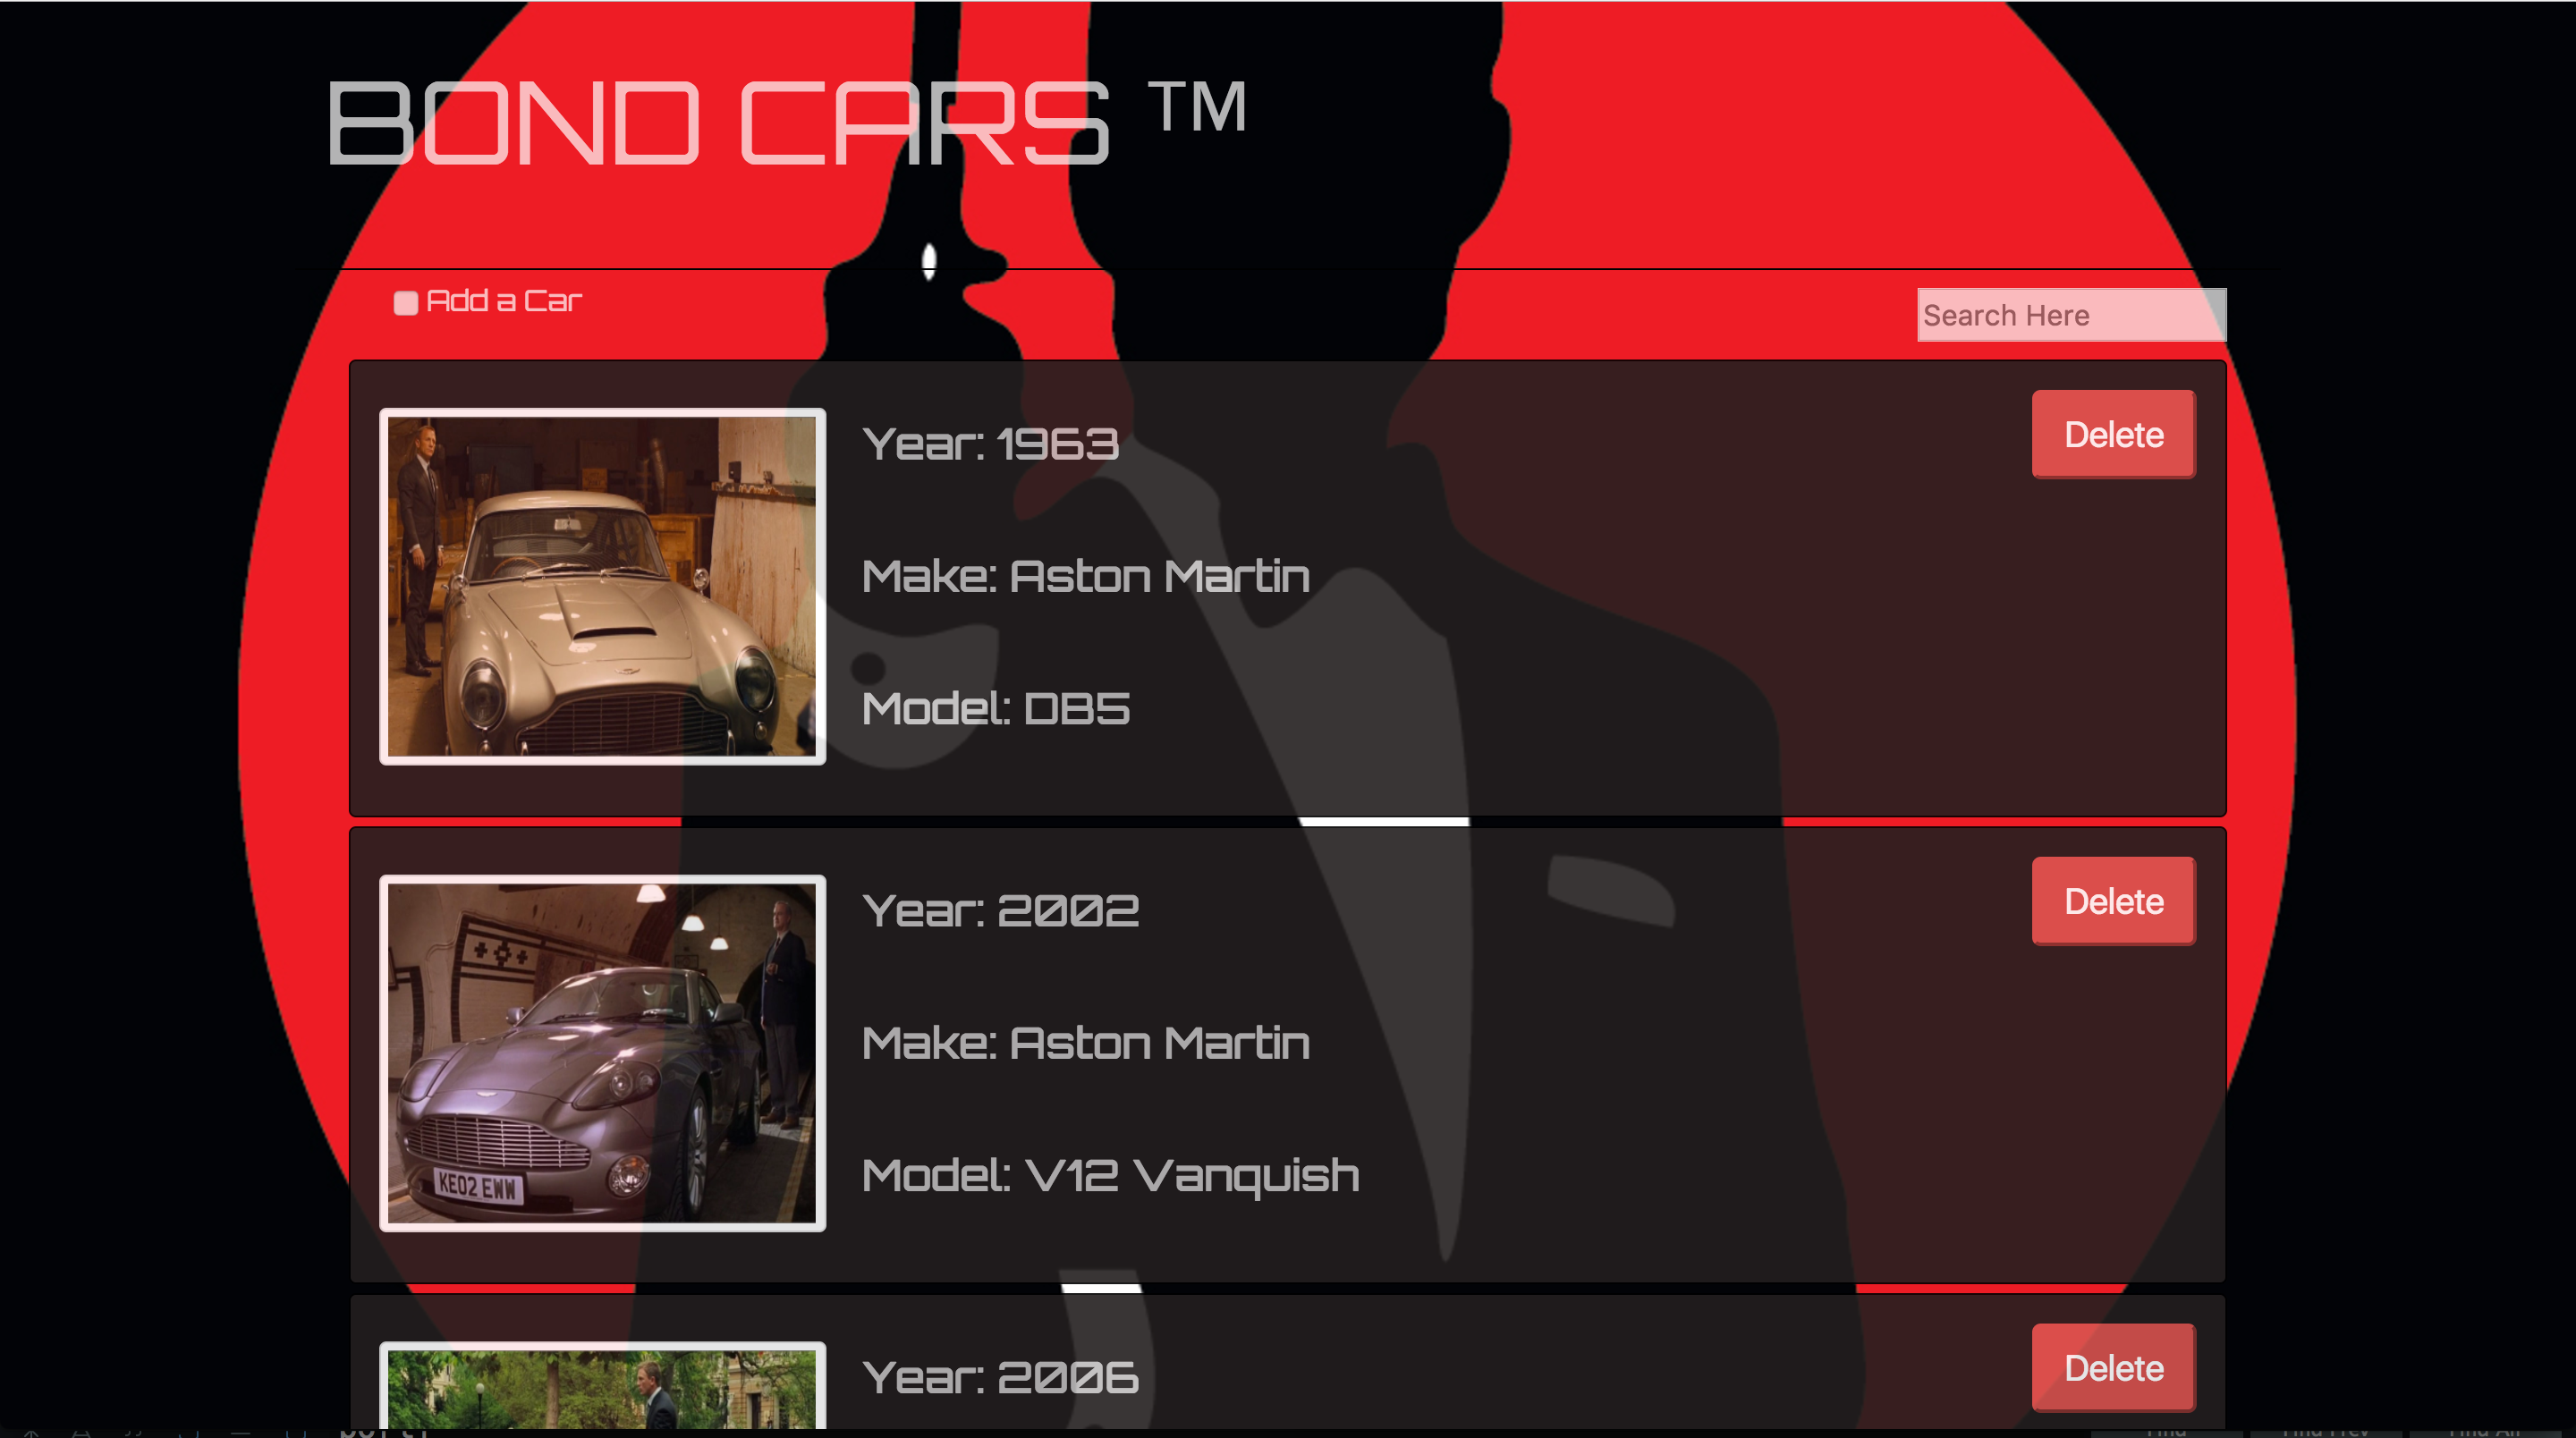 BOND CARS ™
Add a Car
Search Here
Year: 1963
Delete
Make: Aston Martin
Model: DB5
Year: 2002
Delete
Make: Aston Martin
KE02 EWW
Model: V12 Vanquish
Year: 2006
Delete